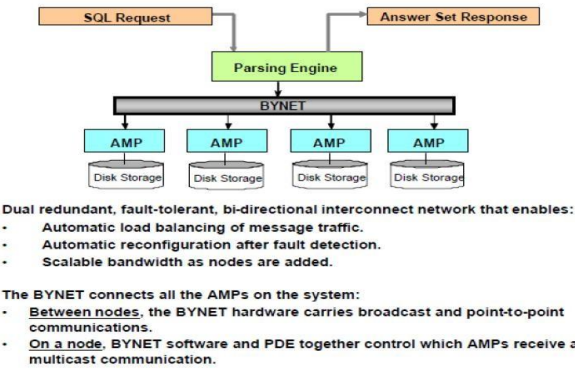 SQL Request
Answer Set Response
Parsing Engine
BYNET
AMP AMP AMP AMP
Disk Storage Disk Storage Disk Storage Disk Storage
Dual redundant, fault-tolerant, bi-directional interconnect network that enables:
• Automatic load balancing of message traffic.
• Automatic reconfiguration after fault detection.
• Scalable bandwidth as nodes are added.
The BYNET connects all the AMPs on the system:
• Between nodes, the BYNET hardware carries broadcast and point-to-point
communications.
• On a node, BYNET software and PDE together control which AMPs receive a
multicast communication.